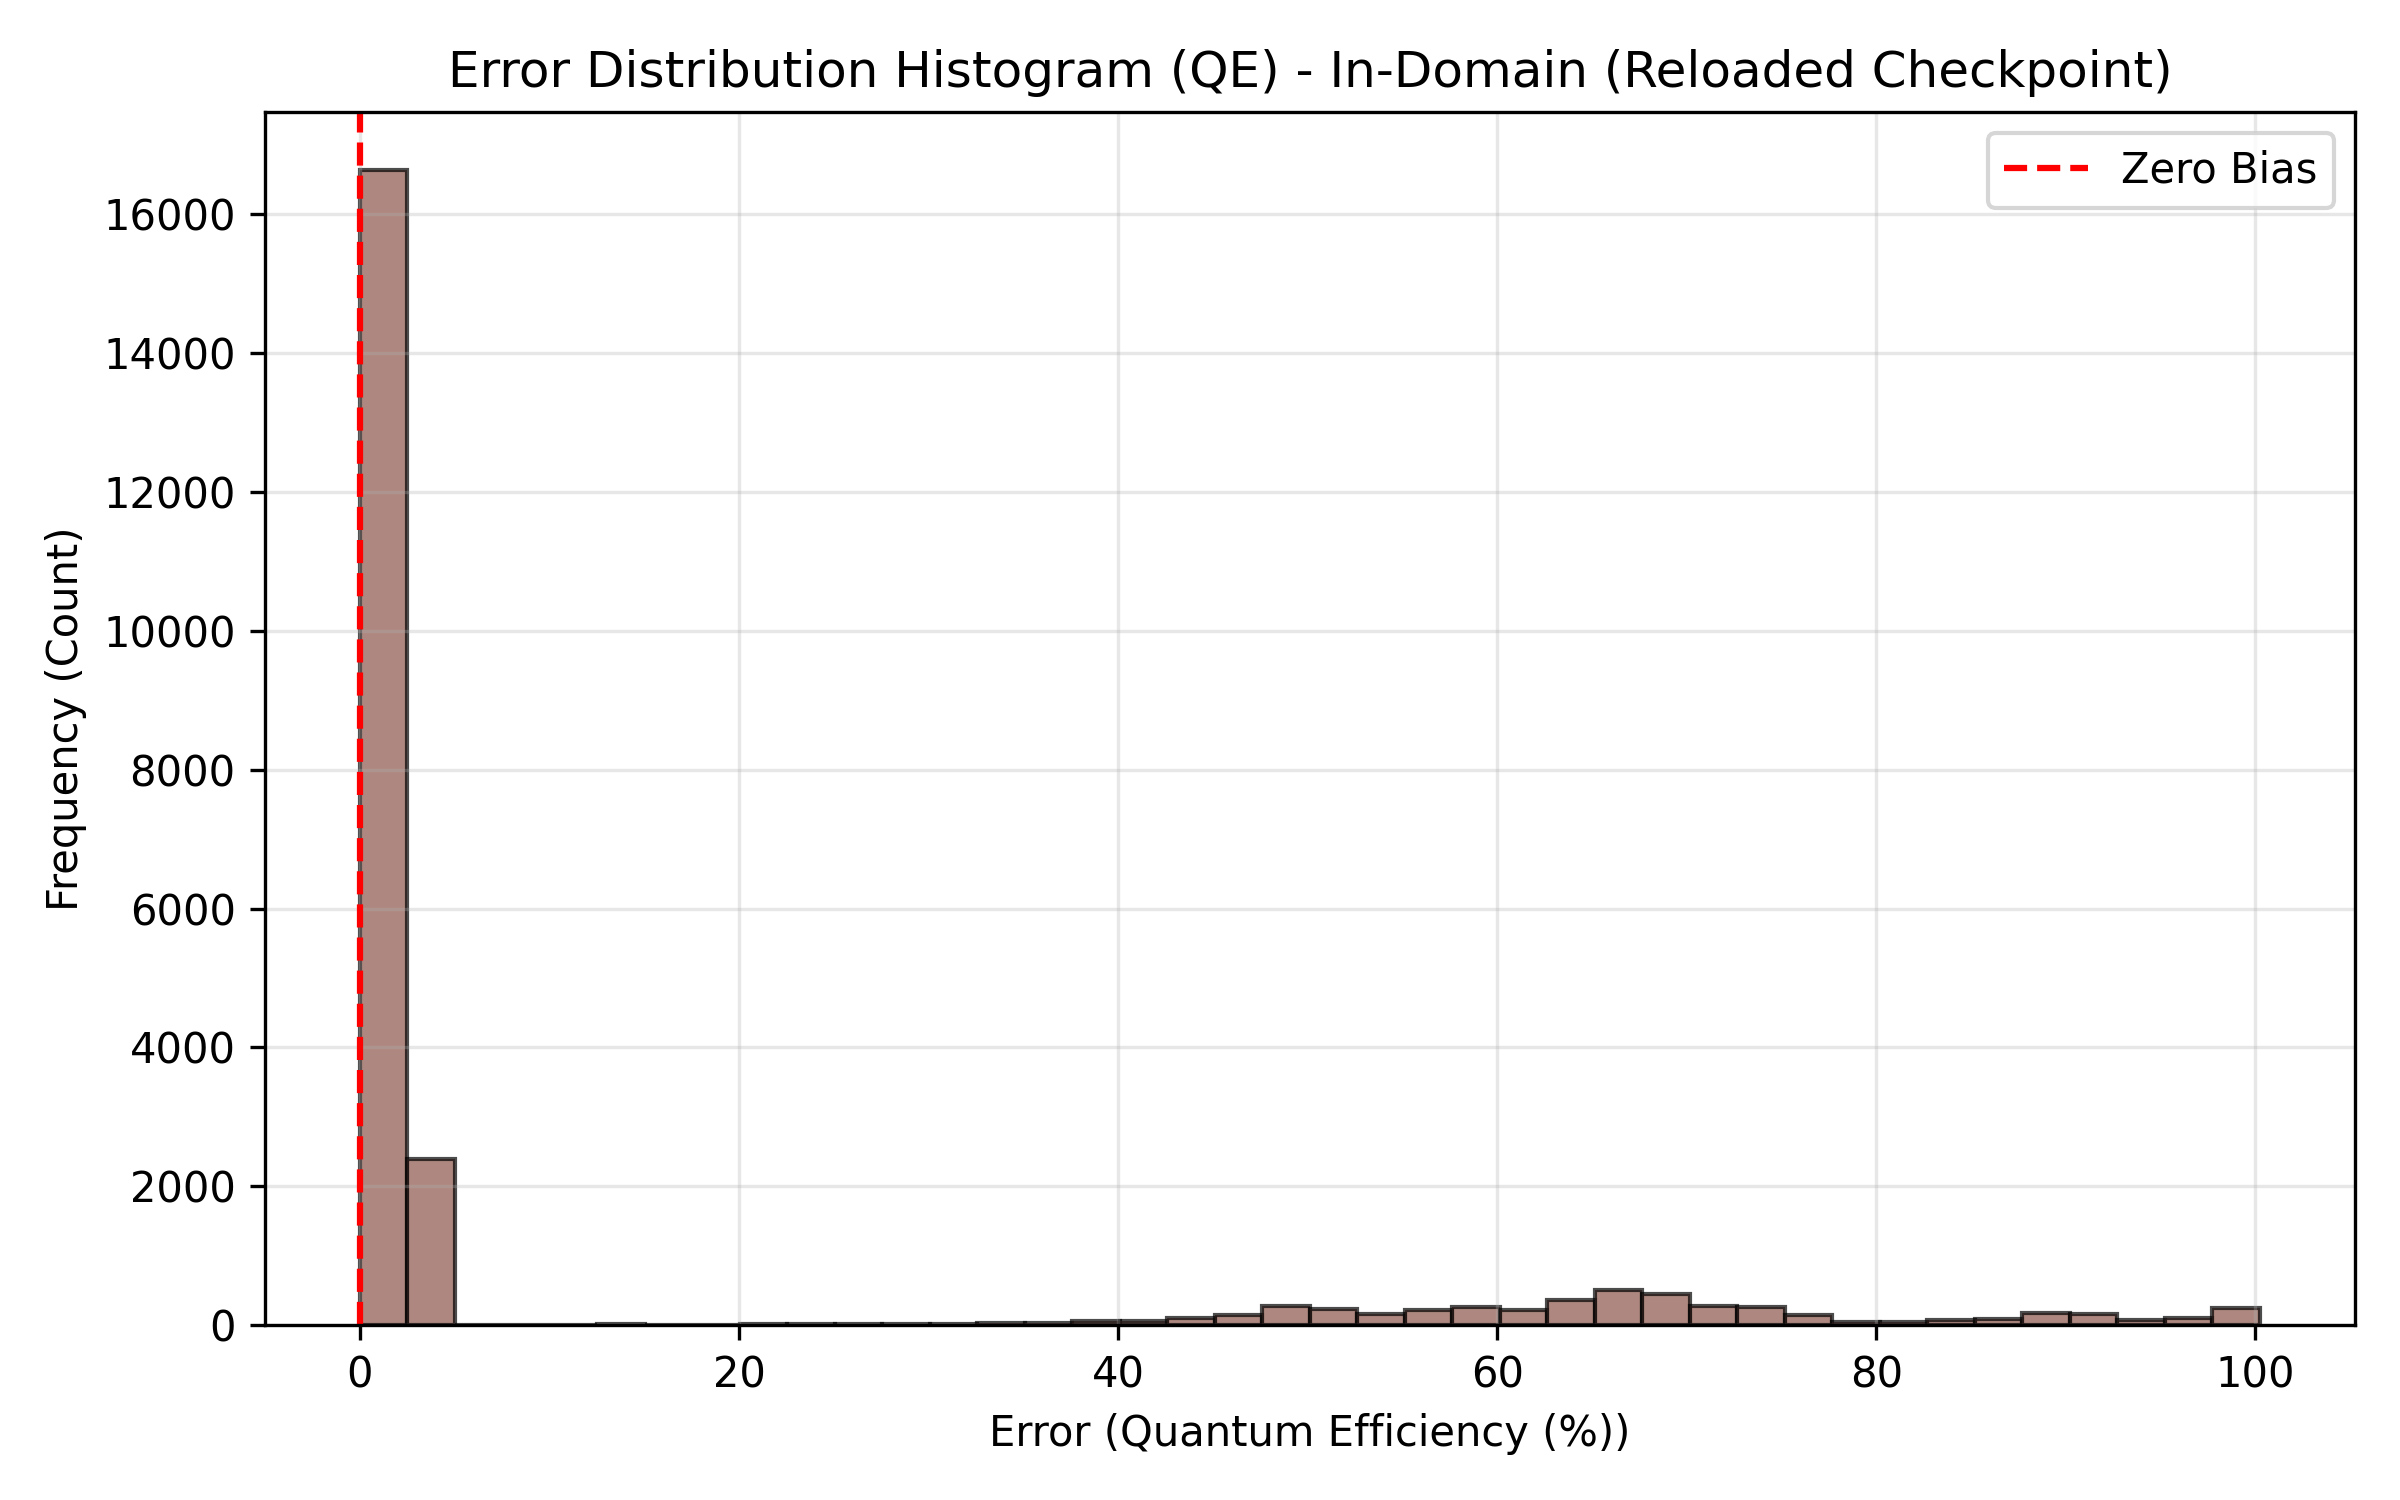 Error Distribution Histogram (QE) - In-Domain (Reloaded Checkpoint)
Zero Bias
Frequency (Count)
16000
14000
12000
10000
8000
6000
4000
2000
0
0 20 40 60 80 100
Error (Quantum Efficiency (%))